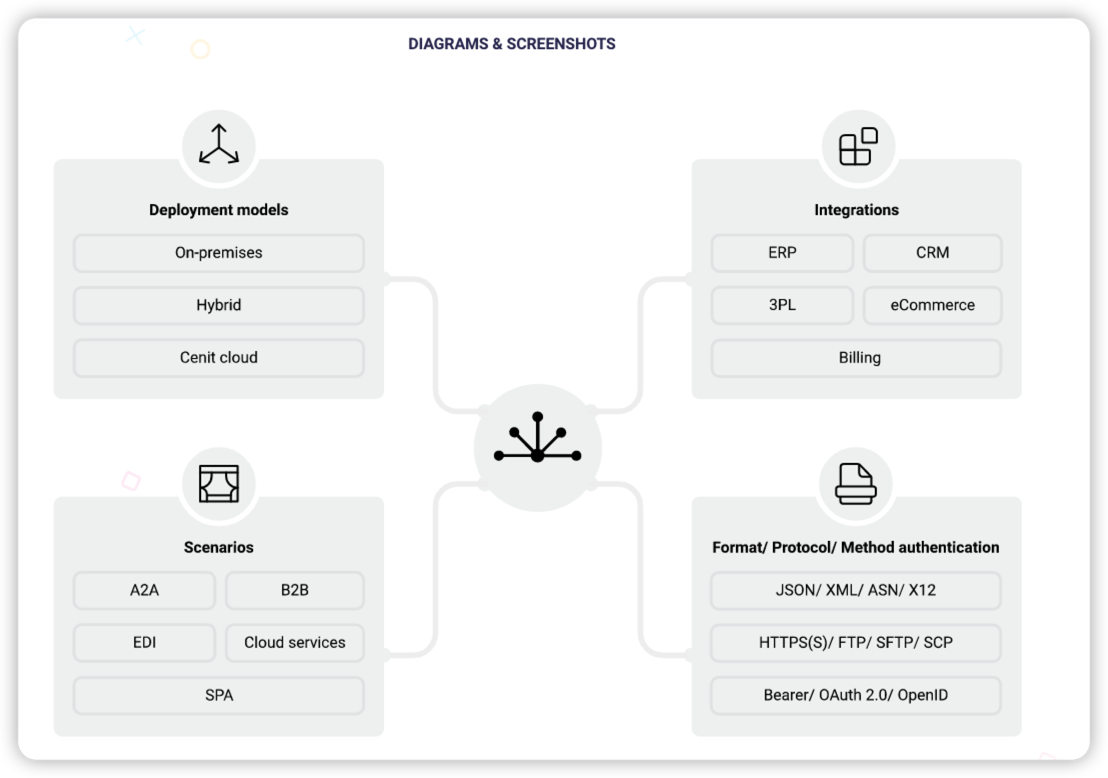 DIAGRAMS & SCREENSHOTS
Deployment models
On-premises
Hybrid
Cenit cloud
Integrations
ERP
CRM
3PL
eCommerce
Billing
Scenarios
A2A
B2B
EDI
Cloud services
SPA
Format/ Protocol/ Method authentication
JSON/ XML/ ASN/ X12
HTTPS(S)/ FTP/ SFTP/ SCP
Bearer/ OAuth 2.0/ OpenID